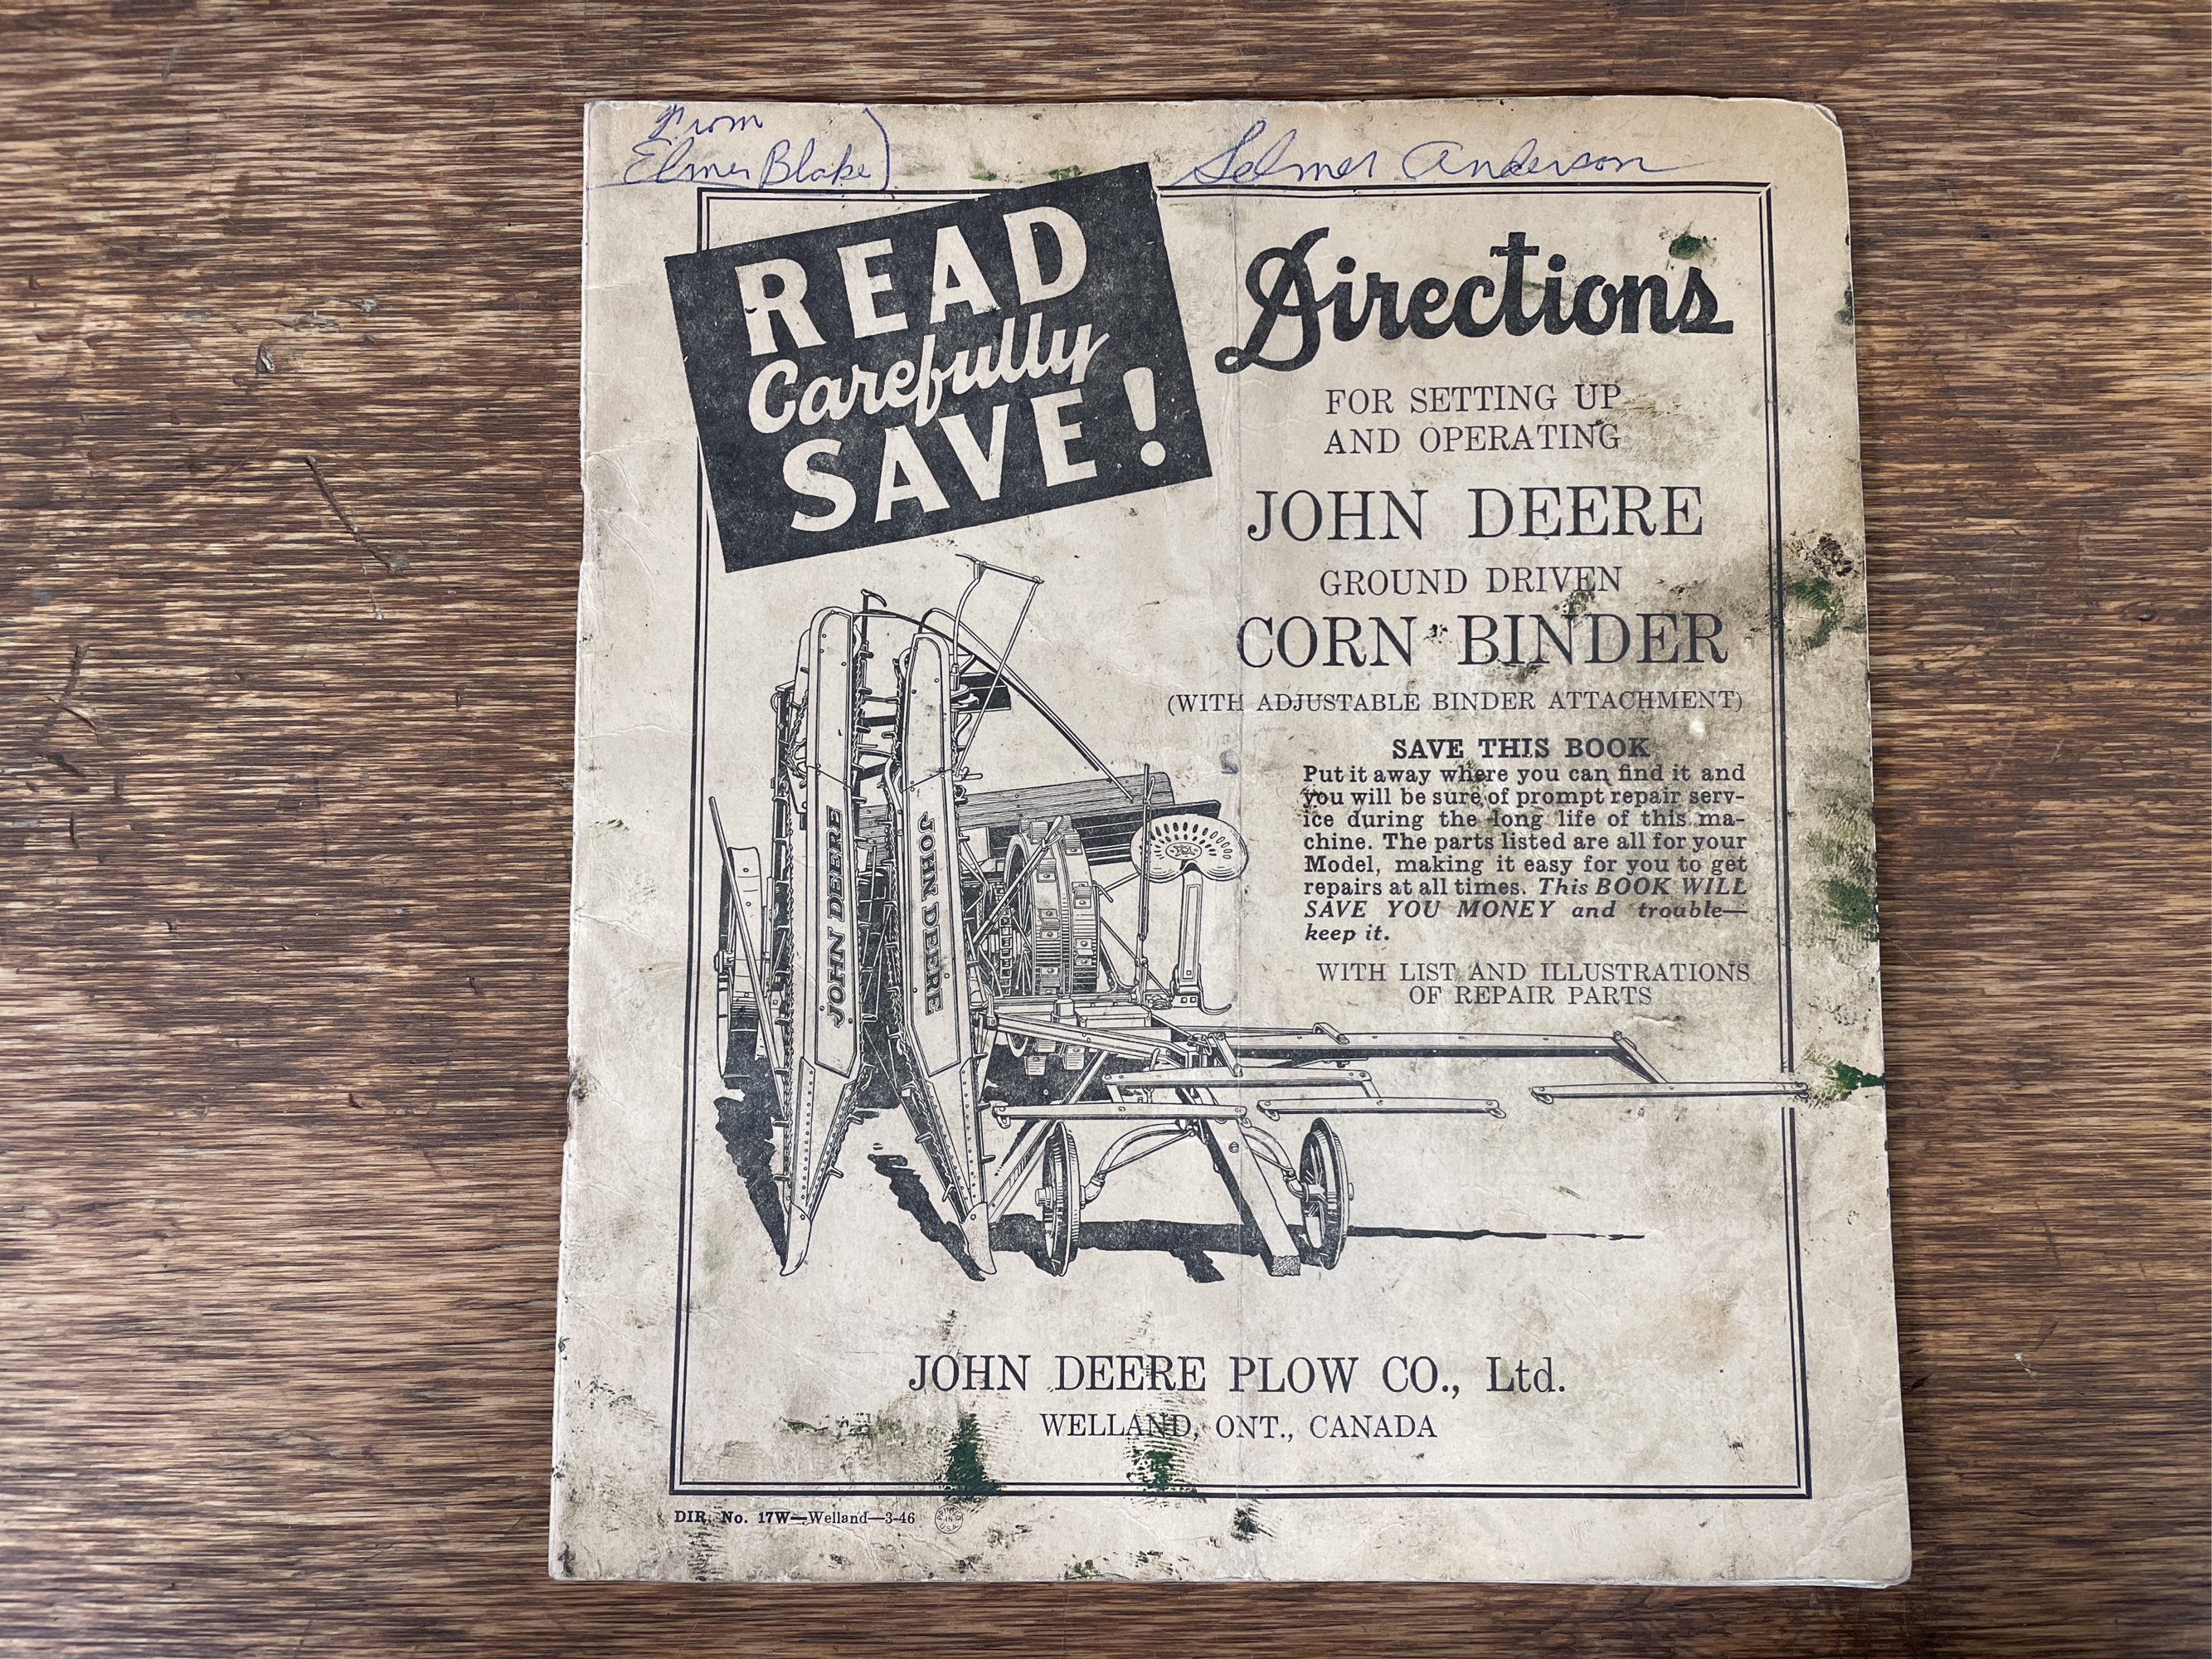 From
Elmer Blake)
Selmer Anderson
READ
Carefully
SAVE!
Directions
FOR SETTING UP
AND OPERATING
JOHN DEERE
GROUND DRIVEN
CORN BINDER
(WITH ADJUSTABLE BINDER ATTACHMENT)
SAVE THIS BOOK
Put it away where you can find it and
you will be sure of prompt repair serv-
ice during the long life of this ma-
chine. The parts listed are all for your
Model, making it easy for you to get
repairs at all times. This BOOK WILL
SAVE YOU MONEY and trouble—
keep it.
WITH LIST AND ILLUSTRATIONS
OF REPAIR PARTS
JOHN DEERE
JOHN DEERE
JOHN DEERE PLOW CO., Ltd.
WELLAND, ONT., CANADA
DIR. No. 17W—Welland—3-46